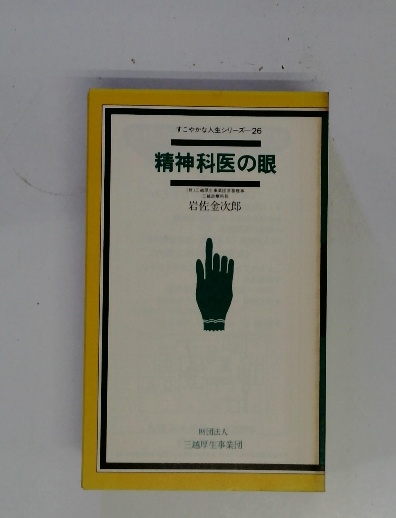 すこやかな人生シリーズ―26
精神科医の眼
岩佐金次郎
財団法人
三越厚生事業団